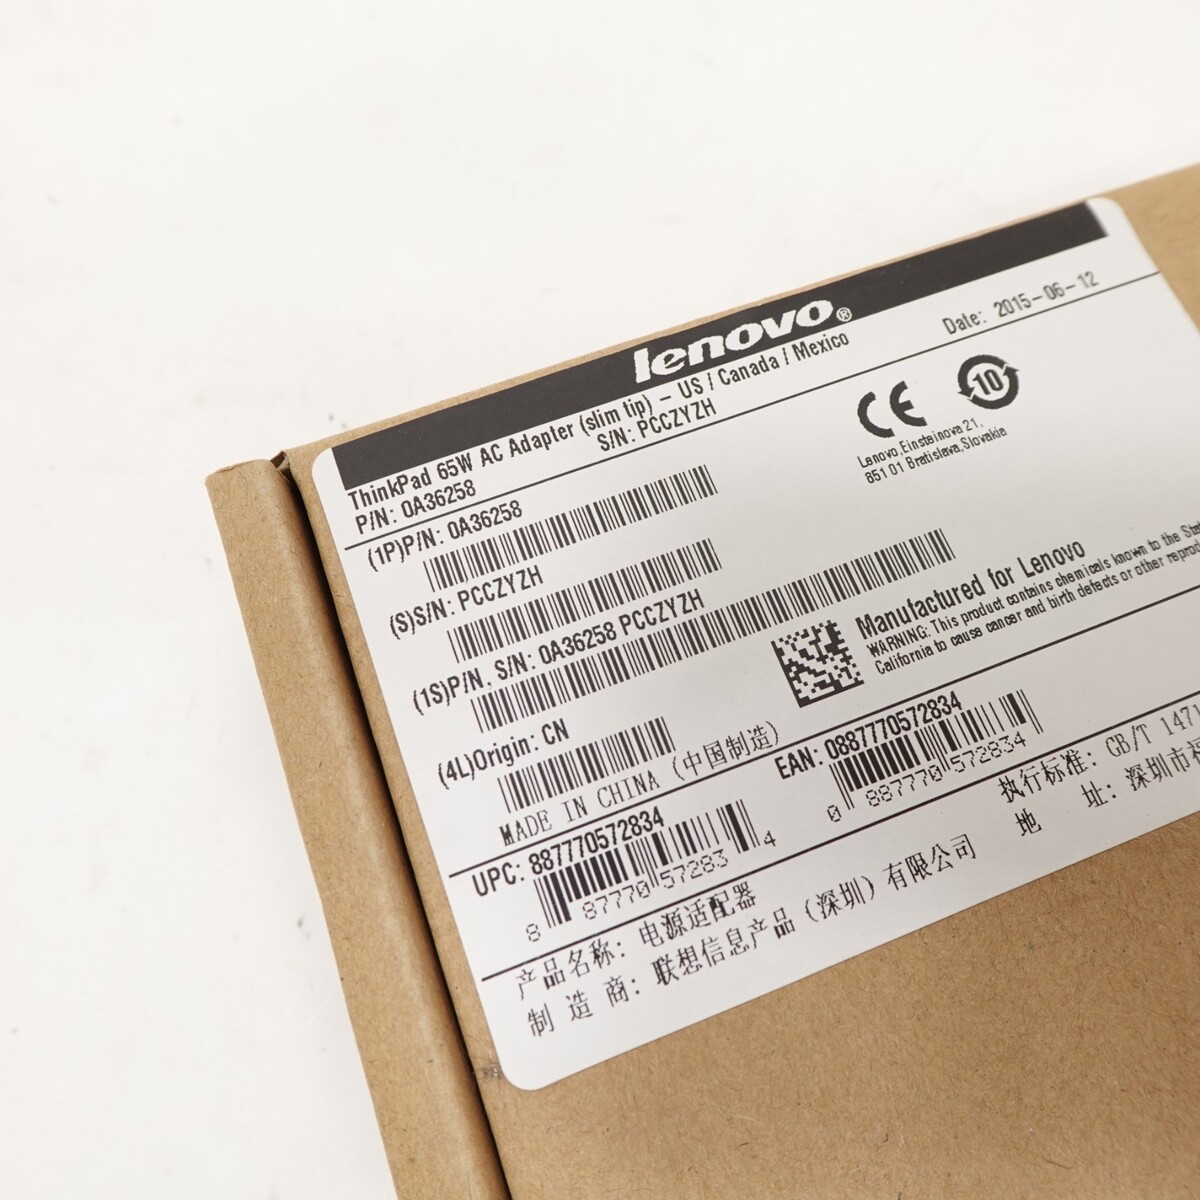 lenovo®
ThinkPad 65W AC Adapter (slim tip) - US / Canada / Mexico
P/N: 0A36258 S/N: PCCZYZH
Date: 2015-06-12
(1P)P/N: 0A36258
10
Lenovo,Einsteinova 21,
851 01 Bratislava,Slovakia
(S)S/N: PCCZYZH
(1S)P/N, S/N: 0A36258 PCCZYZH
Manufactured for Lenovo
WARNING: This product contains chemicals known to the
California to cause cancer and birth defects or other
(4L)Origin: CN
MADE IN CHINA (中国制造)
UPC: 887770572834
8 87770 57283 4
EAN: 0887770572834
0 887770 572834
产品名称: 电源适配器
执行标准: GB/T
制 造 商: 联想信息产品(深圳)有限公司
地 址: 深圳市